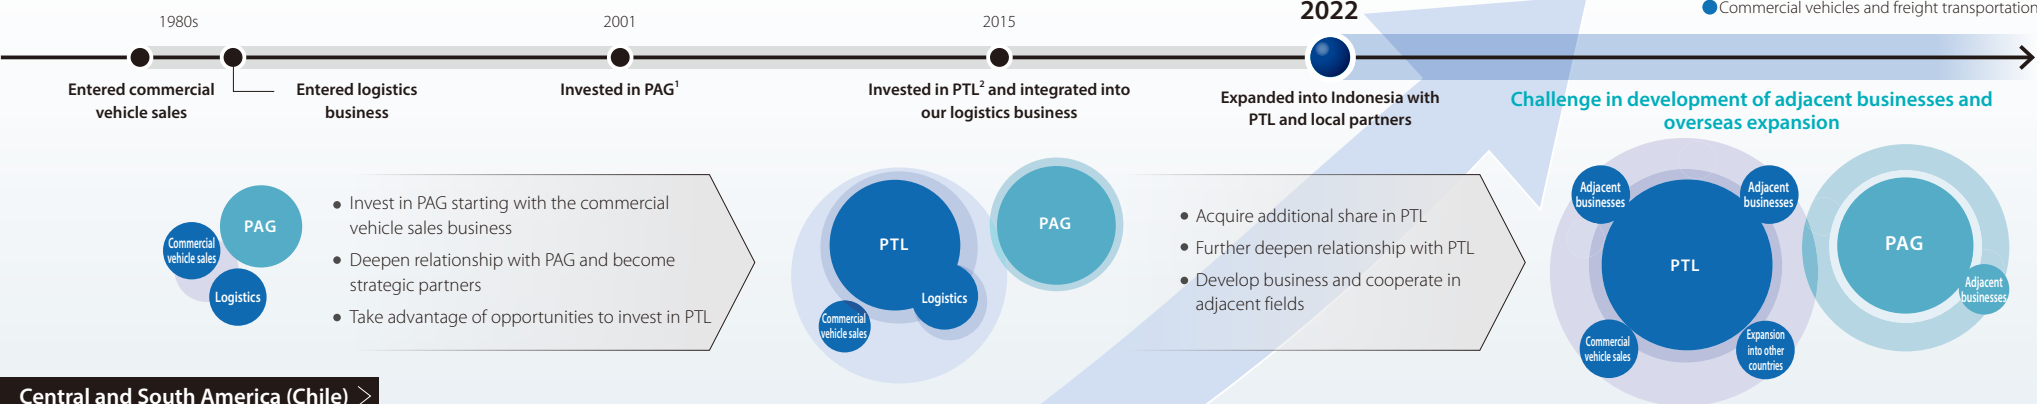 1980s
2001
2015
2022
Commercial vehicles and freight transportation
Entered commercial
vehicle sales
Entered logistics
business
Invested in PAG¹
Invested in PTL² and integrated into
our logistics business
Expanded into Indonesia with
PTL and local partners
Challenge in development of adjacent businesses and
overseas expansion
PAG
Commercial
vehicle sales
Logistics
• Invest in PAG starting with the commercial
vehicle sales business
• Deepen relationship with PAG and become
strategic partners
• Take advantage of opportunities to invest in PTL
PTL
Logistics
Commercial
vehicle sales
PAG
• Acquire additional share in PTL
• Further deepen relationship with PTL
• Develop business and cooperate in
adjacent fields
Adjacent
businesses
Adjacent
businesses
PTL
Commercial
vehicle sales
Expansion
into other
countries
PAG
Adjacent
businesses
Central and South America (Chile) >